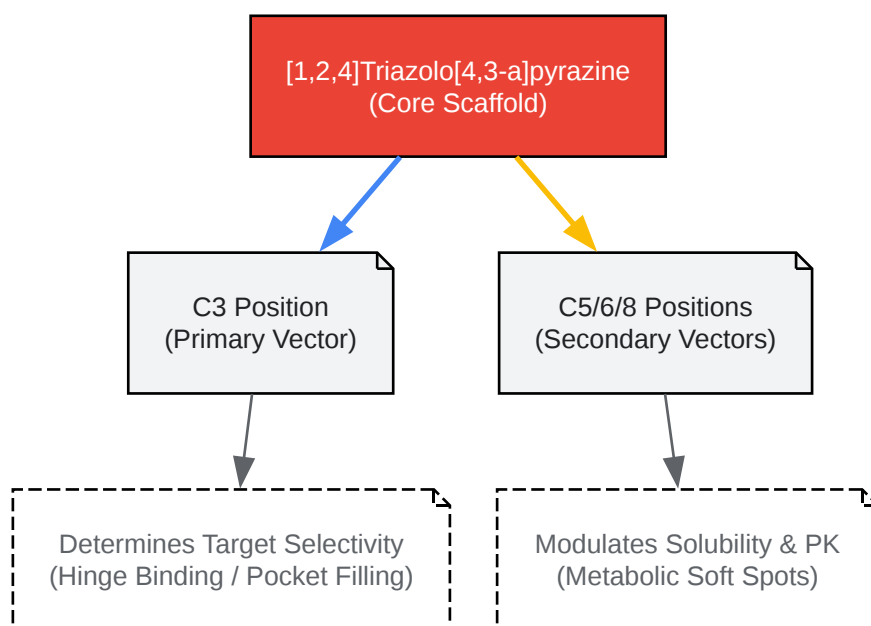 [1,2,4]Triazolo[4,3-a]pyrazine
(Core Scaffold)
C3 Position
(Primary Vector)
C5/6/8 Positions
(Secondary Vectors)
Determines Target Selectivity
(Hinge Binding / Pocket Filling)
Modulates Solubility & PK
(Metabolic Soft Spots)